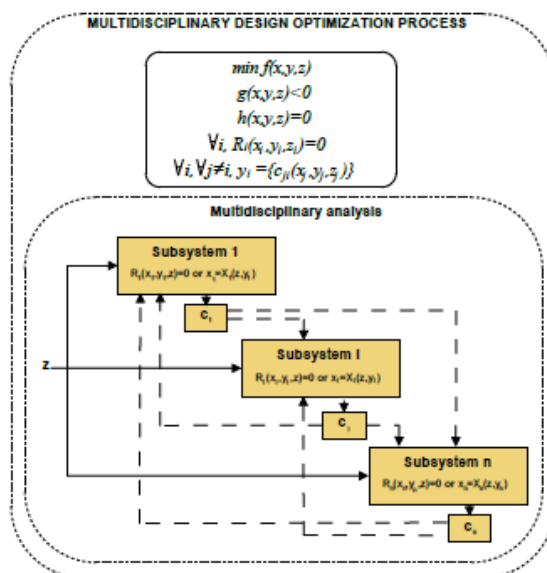 MULTIDISCIPLINARY DESIGN OPTIMIZATION PROCESS
min f(x,y,z)
g(x,y,z)<0
h(x,y,z)=0
∀i, Rᵢ(xᵢ,yᵢ,zᵢ)=0
∀i,∀j≠i, yᵢ ={cⱼᵢ(xⱼ,yⱼ,zⱼ)}
Multidisciplinary analysis
Subsystem 1
R₁(x₁,y₁,z)=0 or x₁=X₁(z,y₁)
c₁
z
Subsystem i
Rᵢ(xᵢ,yᵢ,z)=0 or xᵢ=Xᵢ(z,yᵢ)
cᵢ
Subsystem n
Rₙ(xₙ,yₙ,z)=0 or xₙ=Xₙ(z,yₙ)
cₙ